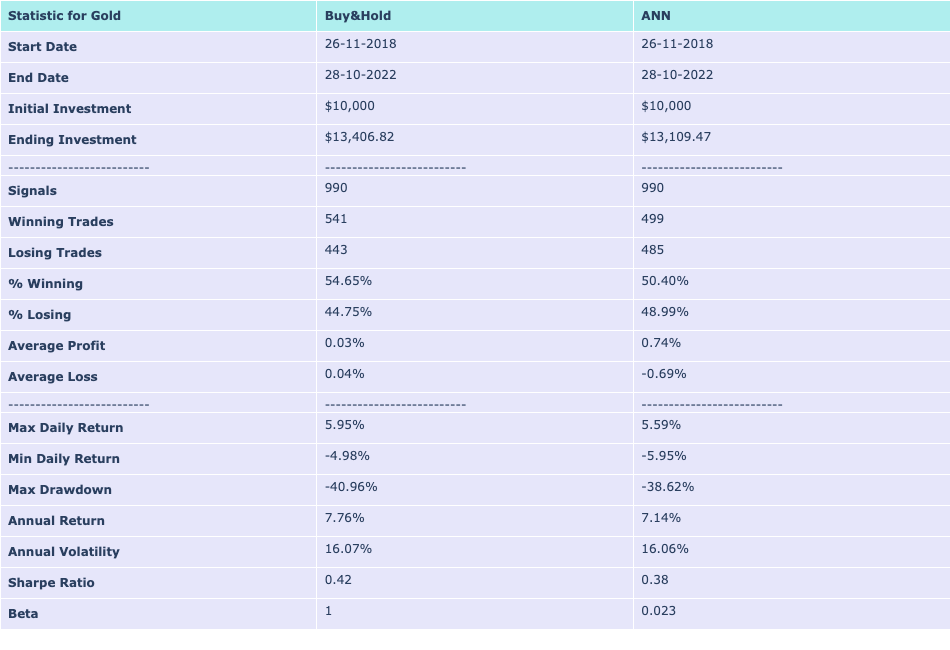 Statistic for Gold Buy&Hold ANN
Start Date 26-11-2018 26-11-2018
End Date 28-10-2022 28-10-2022
Initial Investment $10,000 $10,000
Ending Investment $13,406.82 $13,109.47
-------------------------- -------------------------- --------------------------
Signals 990 990
Winning Trades 541 499
Losing Trades 443 485
% Winning 54.65% 50.40%
% Losing 44.75% 48.99%
Average Profit 0.03% 0.74%
Average Loss 0.04% -0.69%
-------------------------- -------------------------- --------------------------
Max Daily Return 5.95% 5.59%
Min Daily Return -4.98% -5.95%
Max Drawdown -40.96% -38.62%
Annual Return 7.76% 7.14%
Annual Volatility 16.07% 16.06%
Sharpe Ratio 0.42 0.38
Beta 1 0.023